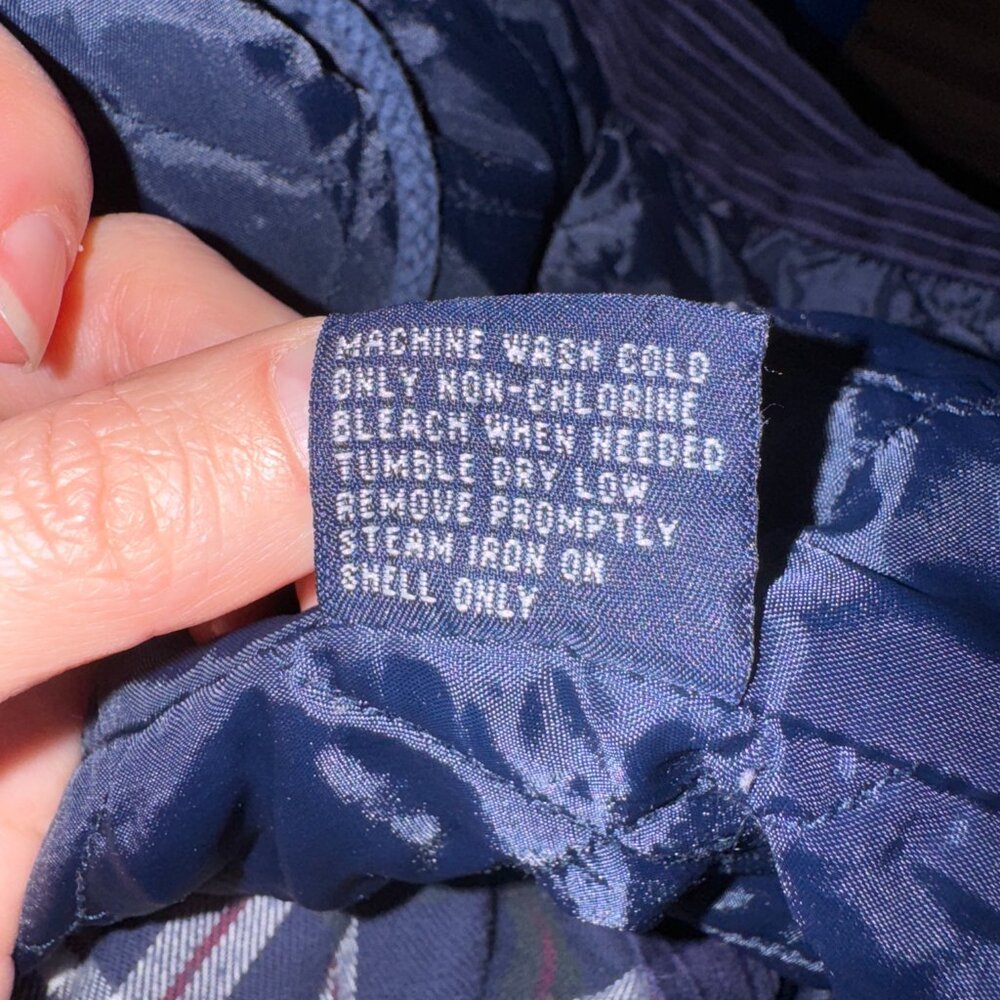 MACHINE WASH COLD
ONLY NON-CHLORINE
BLEACH WHEN NEEDED
TUMBLE DRY LOW
REMOVE PROMPTLY
STEAM IRON ON
SHELL ONLY